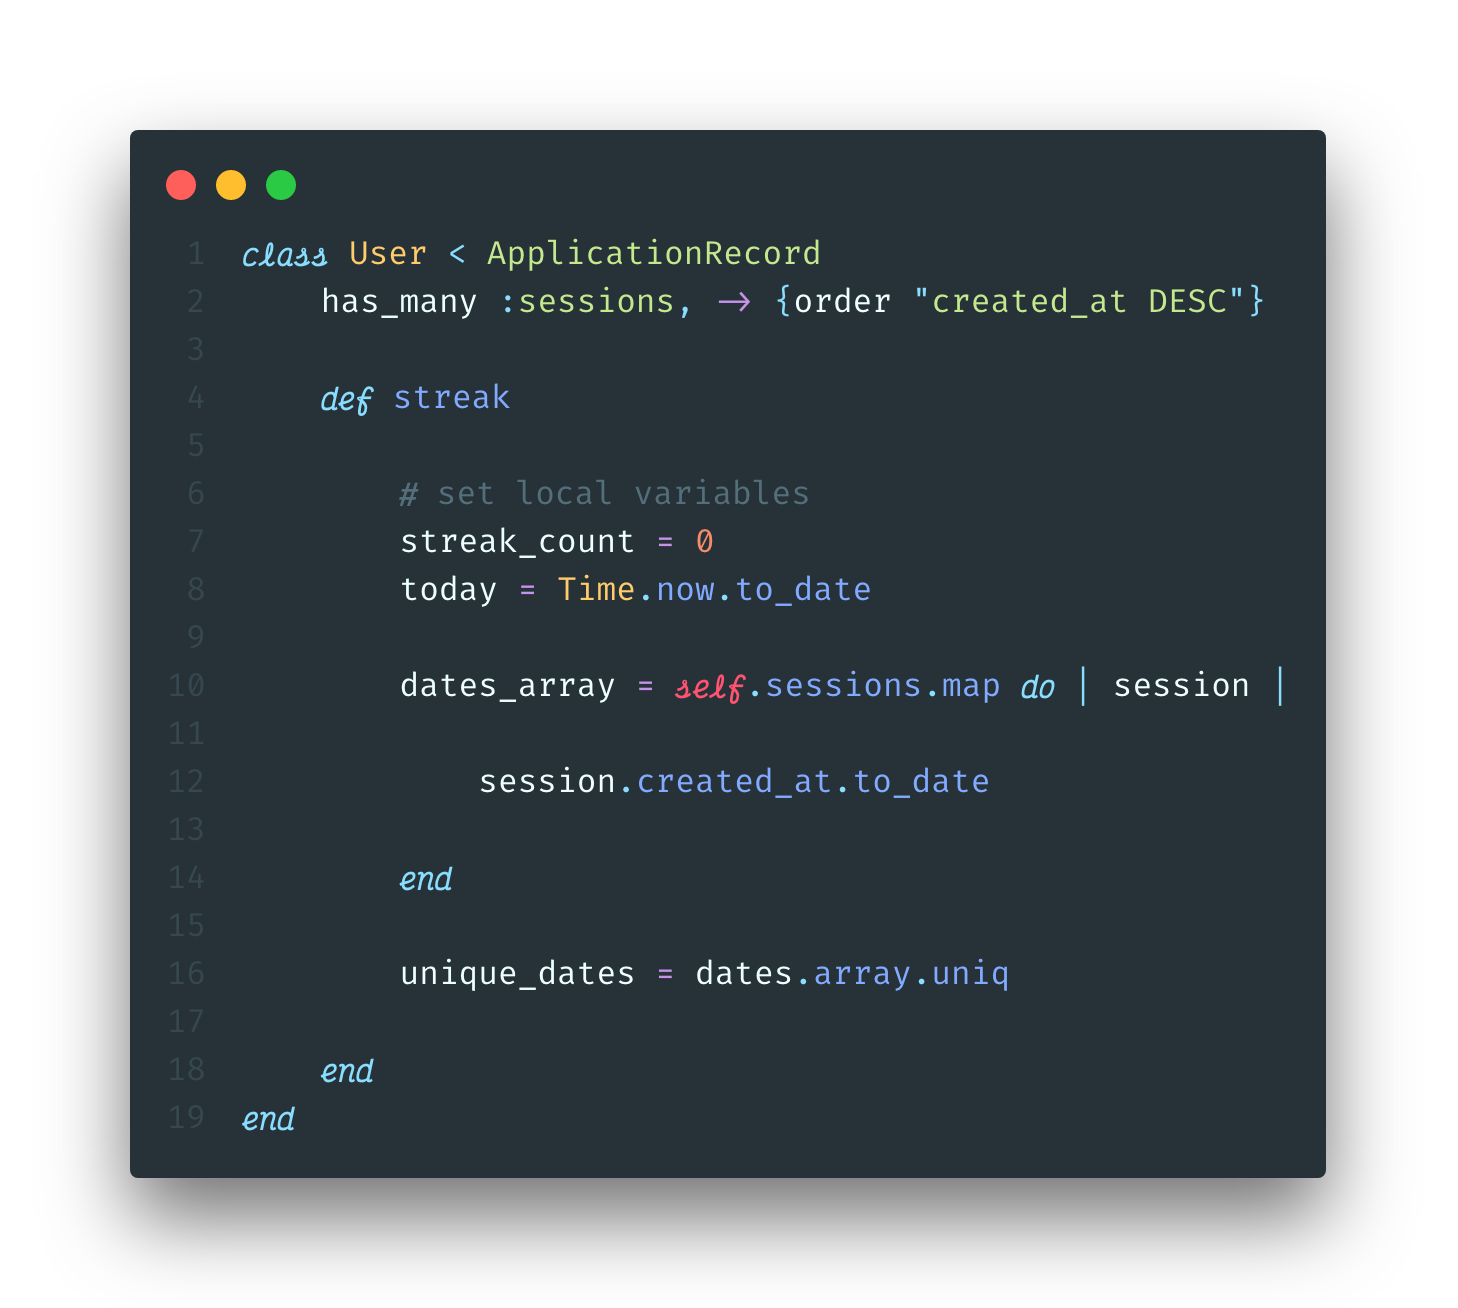 1 class User < ApplicationRecord
2 has_many :sessions, -> {order "created_at DESC"}
3
4 def streak
5
6 # set local variables
7 streak_count = 0
8 today = Time.now.to_date
9
10 dates_array = self.sessions.map do | session |
11
12 session.created_at.to_date
13
14 end
15
16 unique_dates = dates.array.uniq
17
18 end
19 end